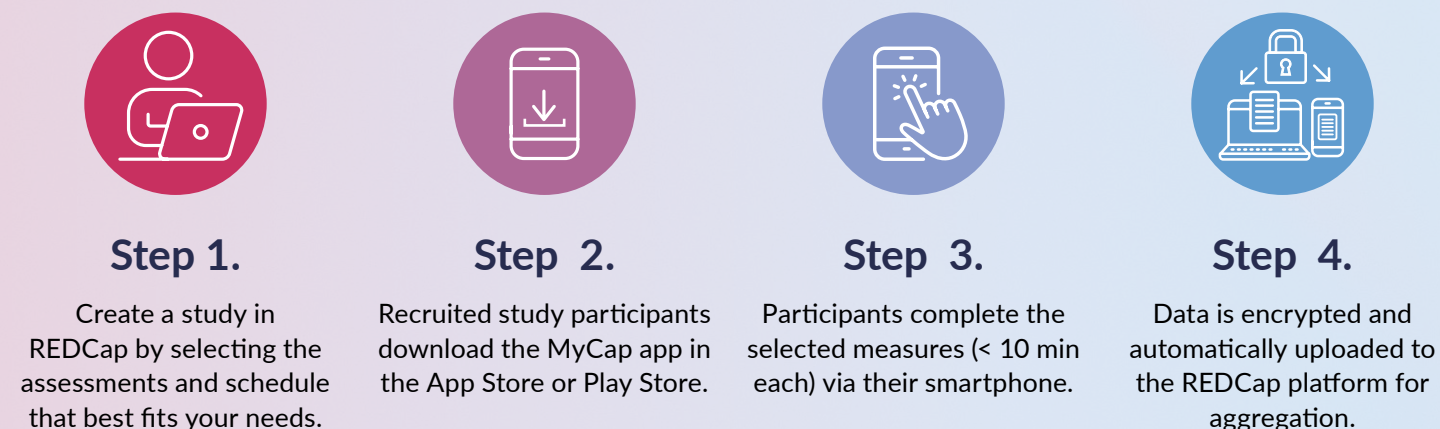 Step 1.
Create a study in
REDCap by selecting the
assessments and schedule
that best fits your needs.
Step 2.
Recruited study participants
download the MyCap app in
the App Store or Play Store.
Step 3.
Participants complete the
selected measures (< 10 min
each) via their smartphone.
Step 4.
Data is encrypted and
automatically uploaded to
the REDCap platform for
aggregation.